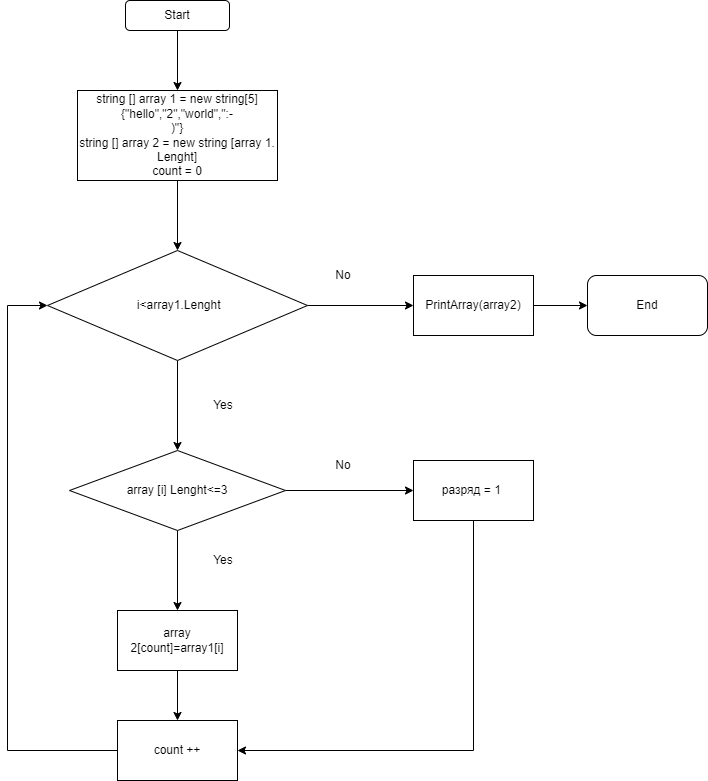 Start
string [] array 1 = new string[5]
{"hello","2","world",":-
)"}
string [] array 2 = new string [array 1.
Lenght]
count = 0
i<array1.Lenght
No
PrintArray(array2)
End
Yes
array [i] Lenght<=3
No
разряд = 1
Yes
array
2[count]=array1[i]
count ++